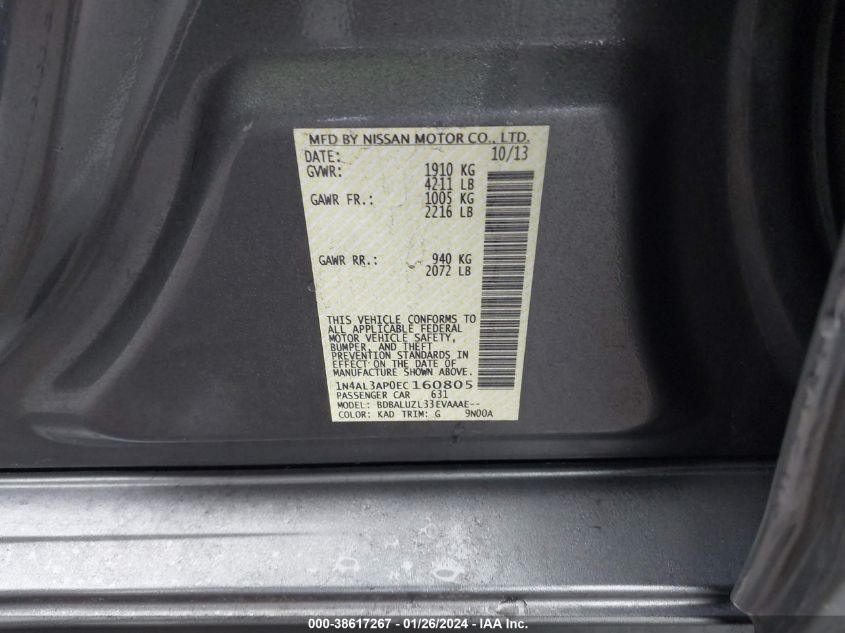 MFD BY NISSAN MOTOR CO., LTD.
DATE: 10/13
GVWR: 1910 KG
4211 LB
GAWR FR.: 1005 KG
2216 LB
GAWR RR.: 940 KG
2072 LB
THIS VEHICLE CONFORMS TO
ALL APPLICABLE FEDERAL
MOTOR VEHICLE SAFETY,
BUMPER, AND THEFT
PREVENTION STANDARDS IN
EFFECT ON THE DATE OF
MANUFACTURE SHOWN ABOVE.
1N4AL3AP0EC160805
PASSENGER CAR 631
MODEL: BDBALUZL33EVAAAE--
COLOR: KAD TRIM: G 9N00A
000-38617267 - 01/26/2024 - IAA Inc.